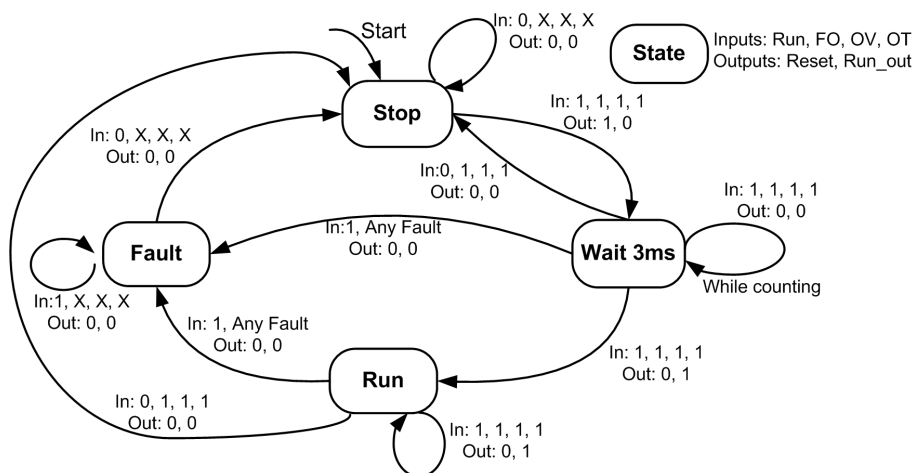 Start
In: 0, X, X, X
Out: 0, 0
State
Inputs: Run, FO, OV, OT
Outputs: Reset, Run_out
Stop
In: 1, 1, 1, 1
Out: 1, 0
In: 0, X, X, X
Out: 0, 0
In:0, 1, 1, 1
Out: 0, 0
In: 1, 1, 1, 1
Out: 0, 0
In:1, Any Fault
Out: 0, 0
Fault
Wait 3ms
While counting
In:1, X, X, X
Out: 0, 0
In: 1, Any Fault
Out: 0, 0
In: 1, 1, 1, 1
Out: 0, 1
Run
In: 0, 1, 1, 1
Out: 0, 0
In: 1, 1, 1, 1
Out: 0, 1